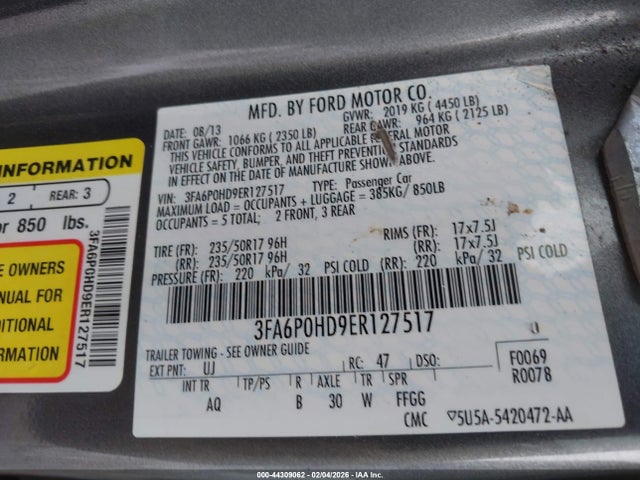 MFD. BY FORD MOTOR CO.
DATE: 08/13 GVWR: 2019 KG ( 4450 LB)
FRONT GAWR: 1066 KG ( 2350 LB) REAR GAWR: 964 KG ( 2125 LB)
THIS VEHICLE CONFORMS TO ALL APPLICABLE FEDERAL MOTOR
VEHICLE SAFETY, BUMPER, AND THEFT PREVENTION STANDARDS
IN EFFECT ON THE DATE OF MANUFACTURE SHOWN ABOVE.
VIN: 3FA6P0HD9ER127517 TYPE: Passenger Car
MAXIMUM LOAD = OCCUPANTS + LUGGAGE = 385KG/ 850LB
OCCUPANTS = 5 TOTAL; 2 FRONT, 3 REAR
TIRE (FR): 235/50R17 96H RIMS (FR): 17x7.5J
(RR): 235/50R17 96H (RR): 17x7.5J
PRESSURE (FR): 220 kPa/ 32 PSI COLD (RR): 220 kPa/ 32 PSI COLD
3FA6P0HD9ER127517
TRAILER TOWING - SEE OWNER GUIDE
EXT PNT: UJ RC: 47 DSO: F0069
R0078
INT TR TP/PS R AXLE TR SPR
AQ B 30 W FFGG
CMC ▽5U5A-5420472-AA
INFORMATION
2 REAR: 3
or 850 lbs.
OWNERS
MANUAL FOR
INFORMATION
3FA6P0HD9ER127517
000-44309062 - 02/04/2026 - IAA Inc.